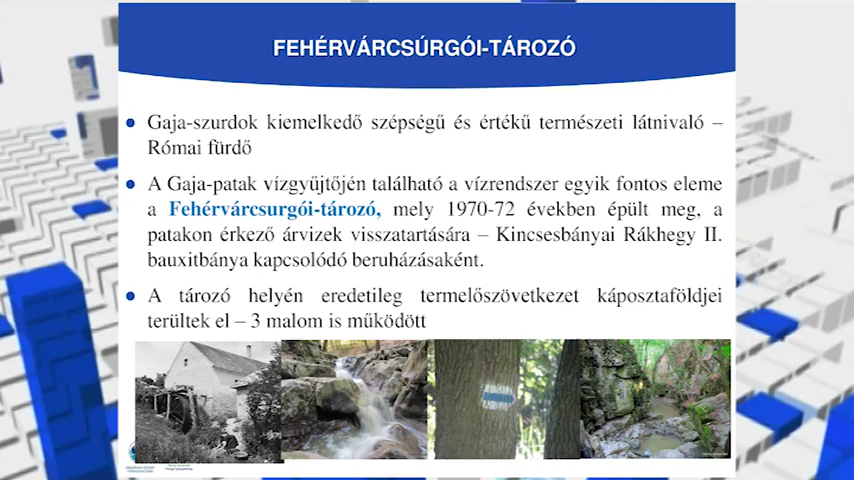 FEHÉRVÁRCSÚRGÓI-TÁROZÓ
Gaja-szurdok kiemelkedő szépségű és értékű természeti látnivaló –
Római fürdő
A Gaja-patak vízgyűjtőjén található a vízrendszer egyik fontos eleme
a Fehérvárcsurgói-tározó, mely 1970-72 években épült meg, a
patakon érkező árvizek visszatartására – Kincsesbányai Rákhegy II.
bauxitbánya kapcsolódó beruházásaként.
A tározó helyén eredetileg termelőszövetkezet káposztaföldjei
terültek el – 3 malom is működött